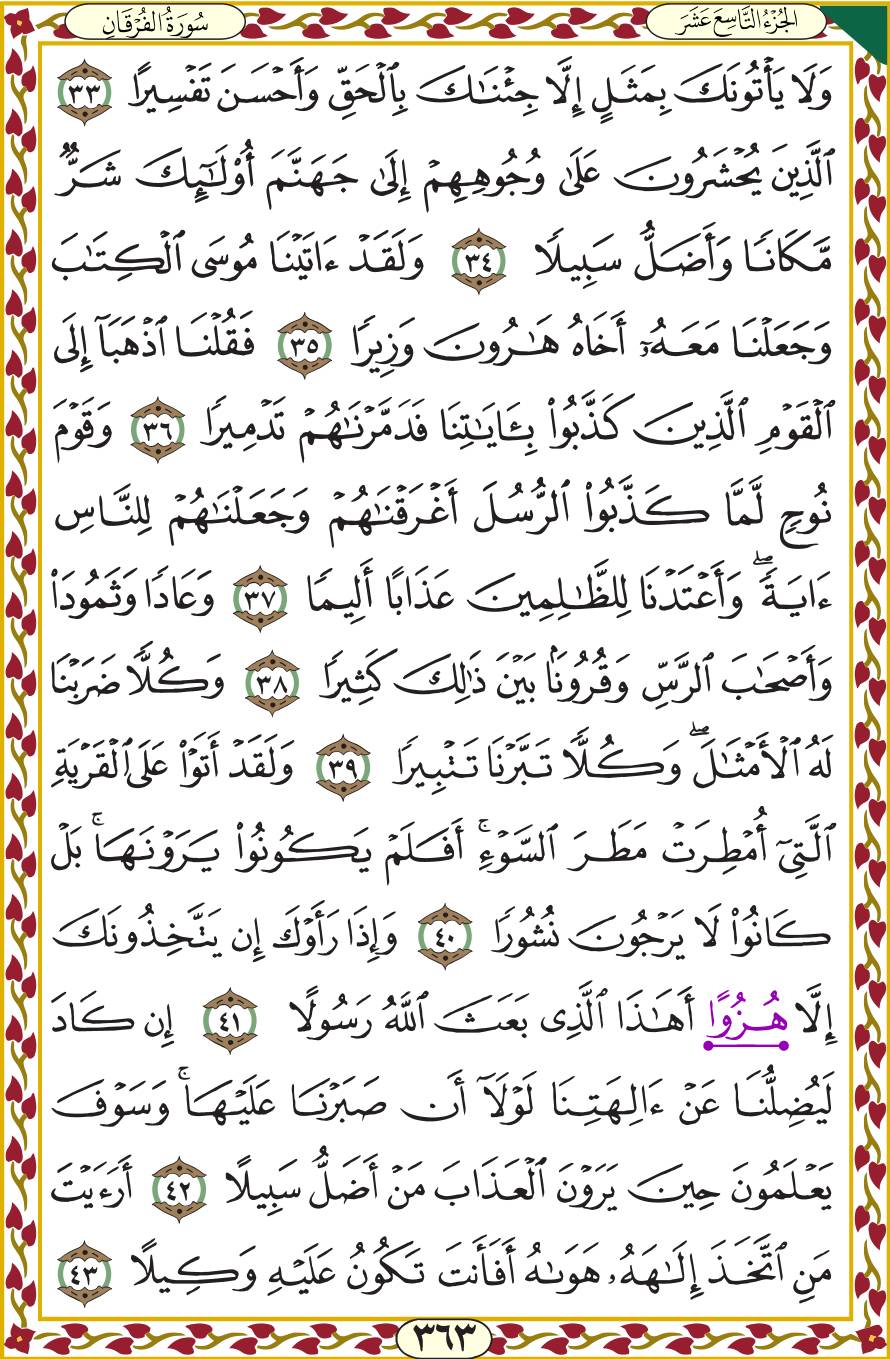 الجُزْءُ التَّاسِعَ عَشَرَ
سُورَةُ الفُرْقَانِ
وَلَا يَأْتُونَكَ بِمَثَلٍ إِلَّا جِئْنَٰكَ بِٱلْحَقِّ وَأَحْسَنَ تَفْسِيرًا ٣٣
ٱلَّذِينَ يُحْشَرُونَ عَلَىٰ وُجُوهِهِمْ إِلَىٰ جَهَنَّمَ أُوْلَٰٓئِكَ شَرٌّ
مَّكَانًا وَأَضَلُّ سَبِيلًا ٣٤ وَلَقَدْ ءَاتَيْنَا مُوسَى ٱلْكِتَٰبَ
وَجَعَلْنَا مَعَهُۥٓ أَخَاهُ هَٰرُونَ وَزِيرًا ٣٥ فَقُلْنَا ٱذْهَبَآ إِلَى
ٱلْقَوْمِ ٱلَّذِينَ كَذَّبُوا۟ بِـَٔايَٰتِنَا فَدَمَّرْنَٰهُمْ تَدْمِيرًا ٣٦ وَقَوْمَ
نُوحٍ لَّمَّا كَذَّبُوا۟ ٱلرُّسُلَ أَغْرَقْنَٰهُمْ وَجَعَلْنَٰهُمْ لِلنَّاسِ
ءَايَةًۖ وَأَعْتَدْنَا لِلظَّٰلِمِينَ عَذَابًا أَلِيمًا ٣٧ وَعَادًا وَثَمُودَا۟
وَأَصْحَٰبَ ٱلرَّسِّ وَقُرُونًۢا بَيْنَ ذَٰلِكَ كَثِيرًا ٣٨ وَكُلًّا ضَرَبْنَا
لَهُ ٱلْأَمْثَٰلَۖ وَكُلًّا تَبَّرْنَا تَتْبِيرًا ٣٩ وَلَقَدْ أَتَوْا۟ عَلَى ٱلْقَرْيَةِ
ٱلَّتِىٓ أُمْطِرَتْ مَطَرَ ٱلسَّوْءِۚ أَفَلَمْ يَكُونُوا۟ يَرَوْنَهَاۚ بَلْ
كَانُوا۟ لَا يَرْجُونَ نُشُورًا ٤٠ وَإِذَا رَأَوْكَ إِن يَتَّخِذُونَكَ
إِلَّا هُزُوًا أَهَٰذَا ٱلَّذِى بَعَثَ ٱللَّهُ رَسُولًا ٤١ إِن كَادَ
لَيُضِلُّنَا عَنْ ءَالِهَتِنَا لَوْلَآ أَن صَبَرْنَا عَلَيْهَاۚ وَسَوْفَ
يَعْلَمُونَ حِينَ يَرَوْنَ ٱلْعَذَابَ مَنْ أَضَلُّ سَبِيلًا ٤٢ أَرَءَيْتَ
مَنِ ٱتَّخَذَ إِلَٰهَهُۥ هَوَىٰهُ أَفَأَنتَ تَكُونُ عَلَيْهِ وَكِيلًا ٤٣
٣٦٣